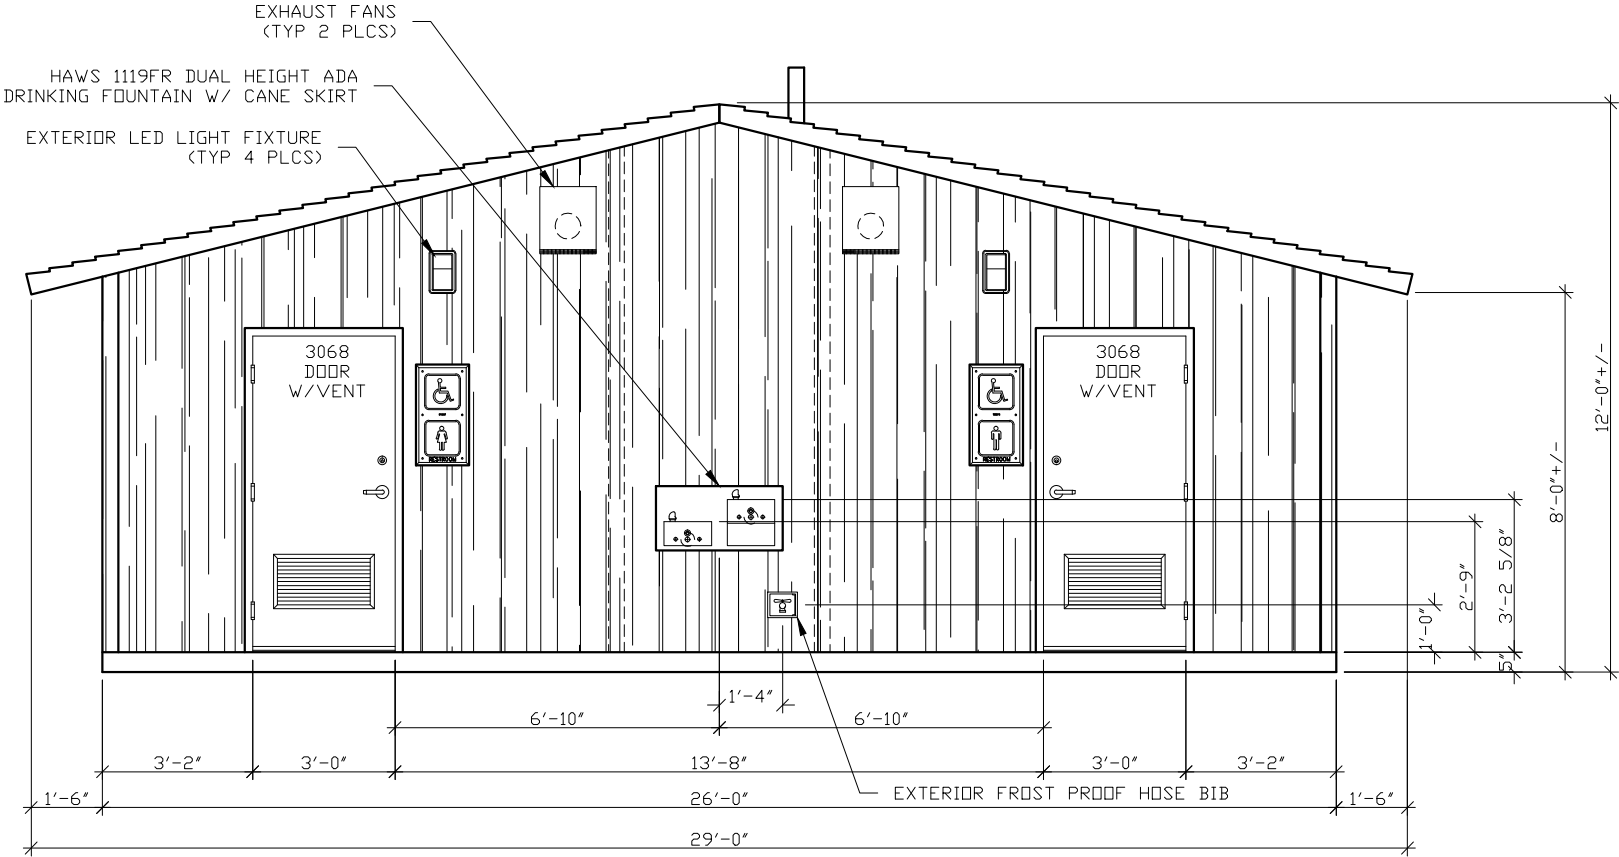 EXHAUST FANS
(TYP 2 PLCS)
HAWS 1119FR DUAL HEIGHT ADA
DRINKING FOUNTAIN W/ CANE SKIRT
EXTERIOR LED LIGHT FIXTURE
(TYP 4 PLCS)
3068
DOOR
W/VENT
3068
DOOR
W/VENT
RESTROOM
RESTROOM
12'-0"+/-
8'-0"+/-
3'-2 5/8"
2'-9"
1'-0"
5"
1'-4"
6'-10"
6'-10"
3'-2"
3'-0"
13'-8"
3'-0"
3'-2"
EXTERIOR FROST PROOF HOSE BIB
1'-6"
26'-0"
1'-6"
29'-0"